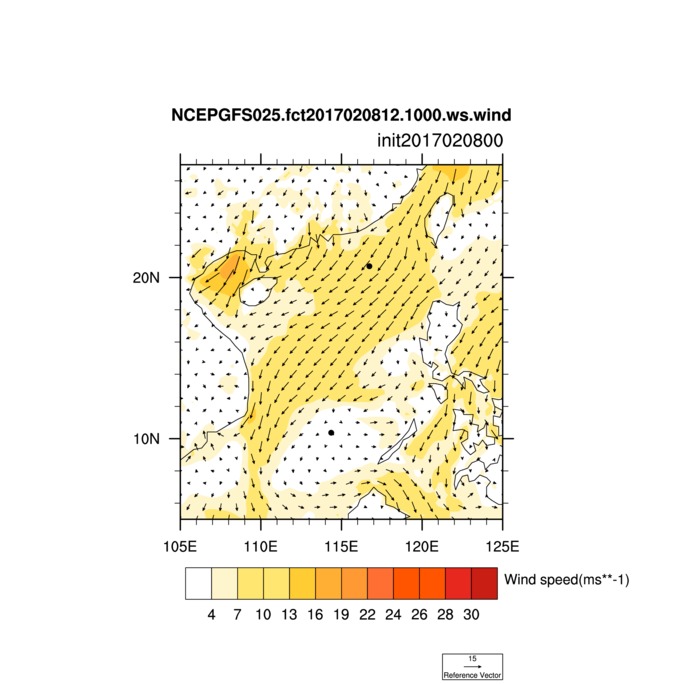 NCEPGFS025.fct2017020812.1000.ws.wind
init2017020800
20N
10N
105E 110E 115E 120E 125E
Wind speed(ms**-1)
4 7 10 13 16 19 22 24 26 28 30
15
Reference Vector